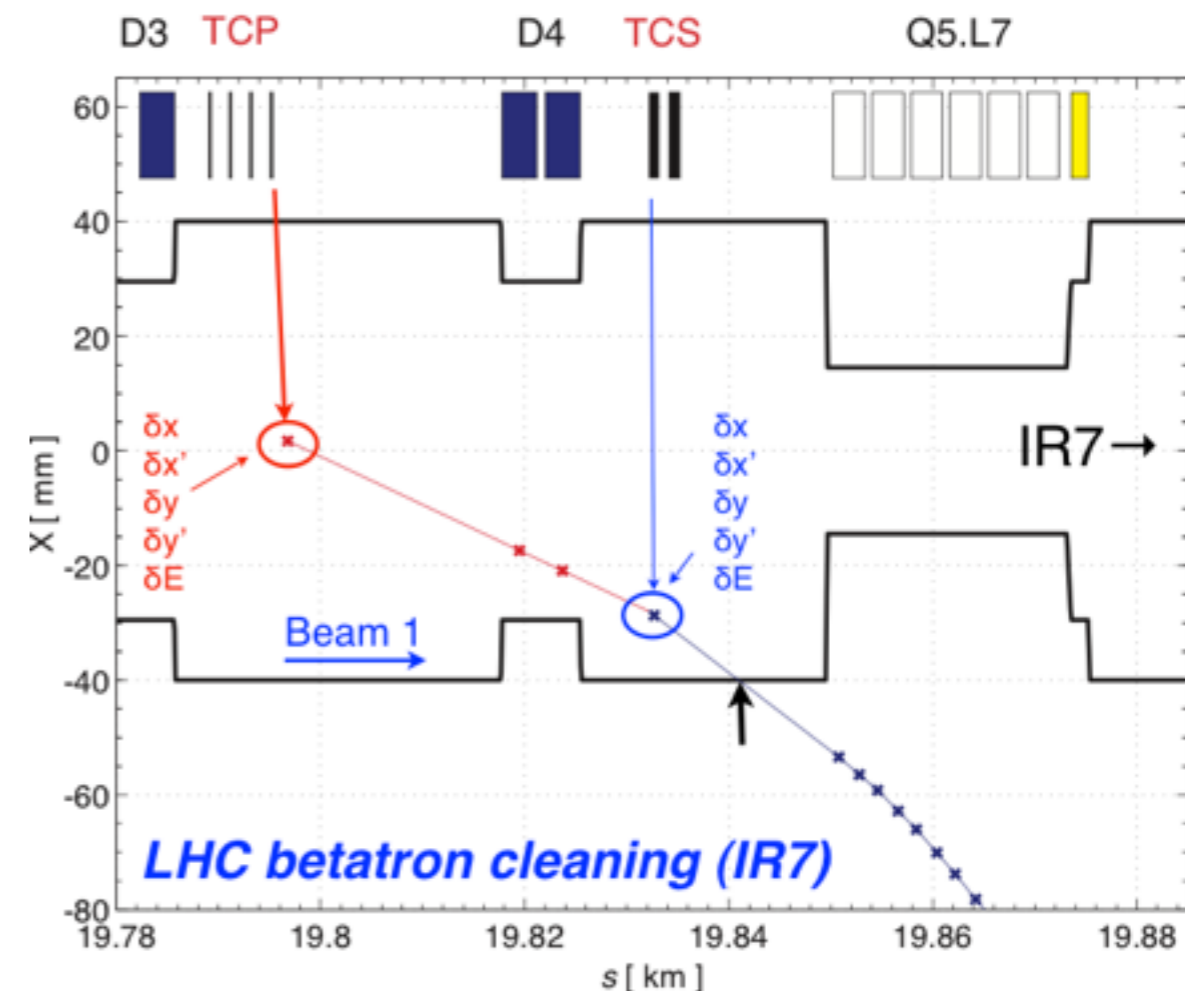 D3 TCP D4 TCS Q5.L7
60
40
20
0
-20
-40
-60
-80
X [ mm ]
δx
δx’
δy
δy’
δE
δx
δx’
δy
δy’
δE
IR7
Beam 1
LHC betatron cleaning (IR7)
19.78 19.8 19.82 19.84 19.86 19.88
s [ km ]